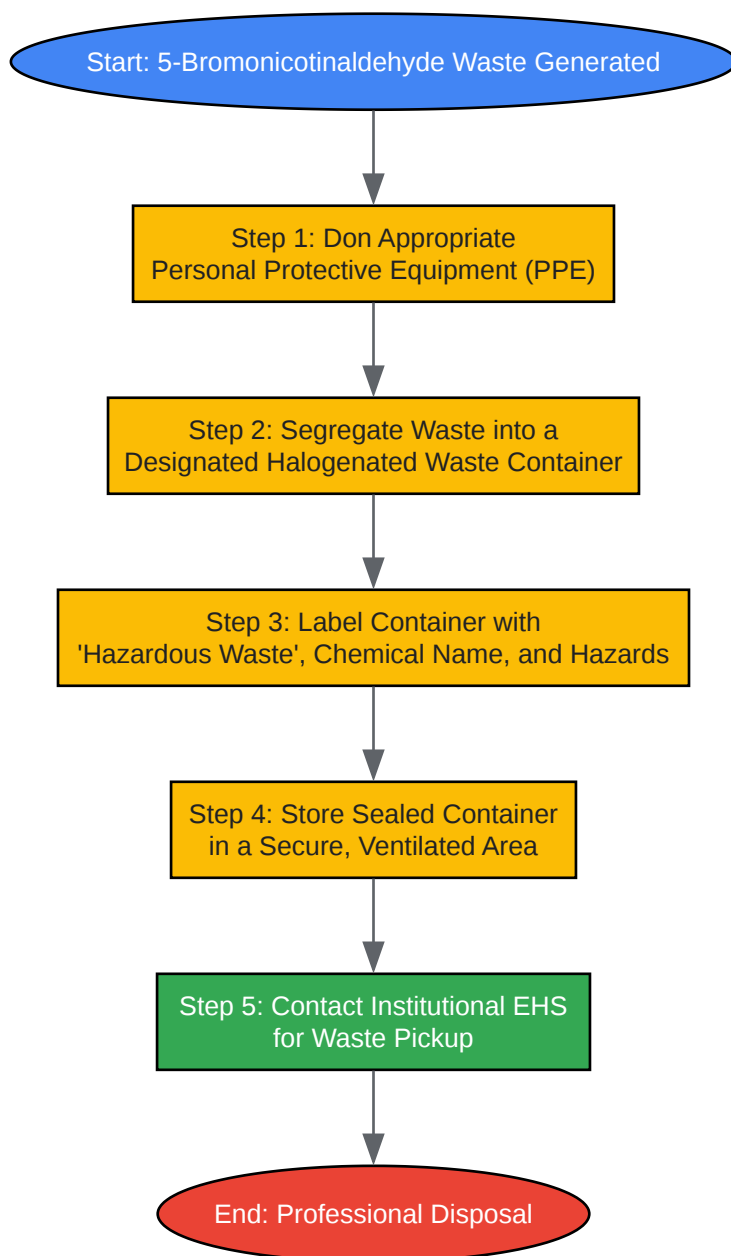 Start: 5-Bromonicotinaldehyde Waste Generated
Step 1: Don Appropriate
Personal Protective Equipment (PPE)
Step 2: Segregate Waste into a
Designated Halogenated Waste Container
Step 3: Label Container with
'Hazardous Waste', Chemical Name, and Hazards
Step 4: Store Sealed Container
in a Secure, Ventilated Area
Step 5: Contact Institutional EHS
for Waste Pickup
End: Professional Disposal